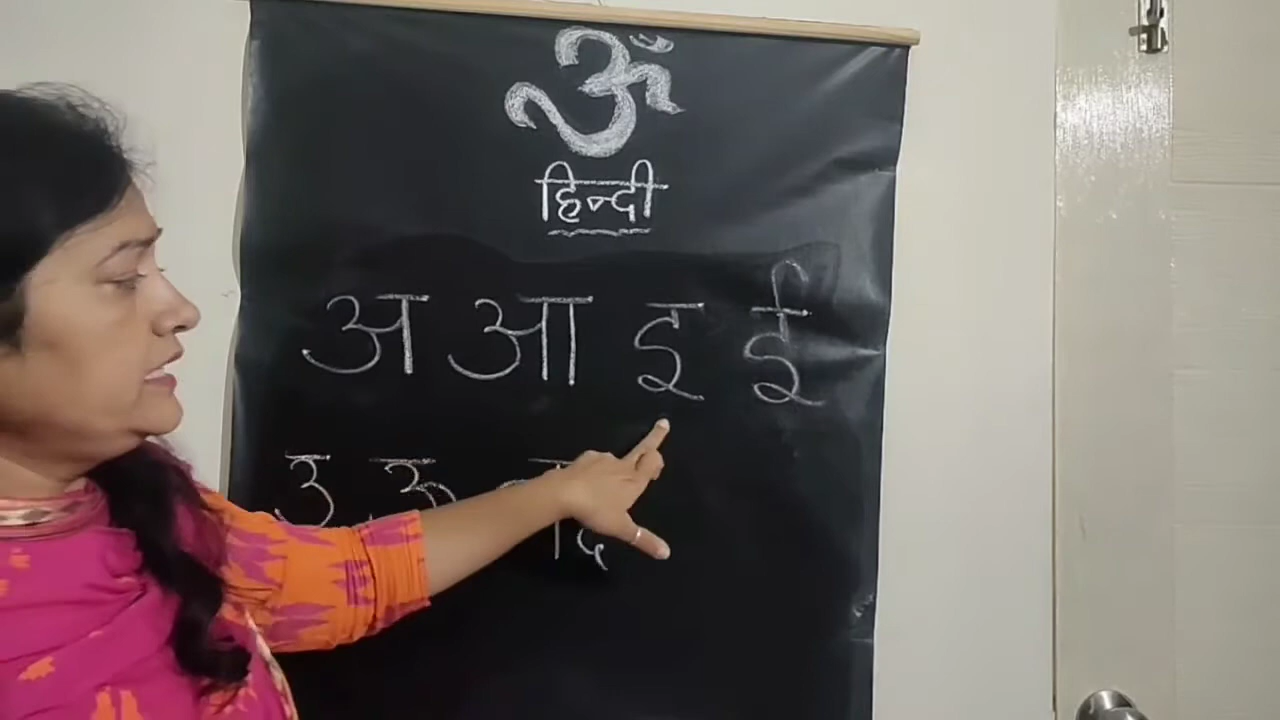 ॐ
हिन्दी
अ आ इ ई
उ ऊ